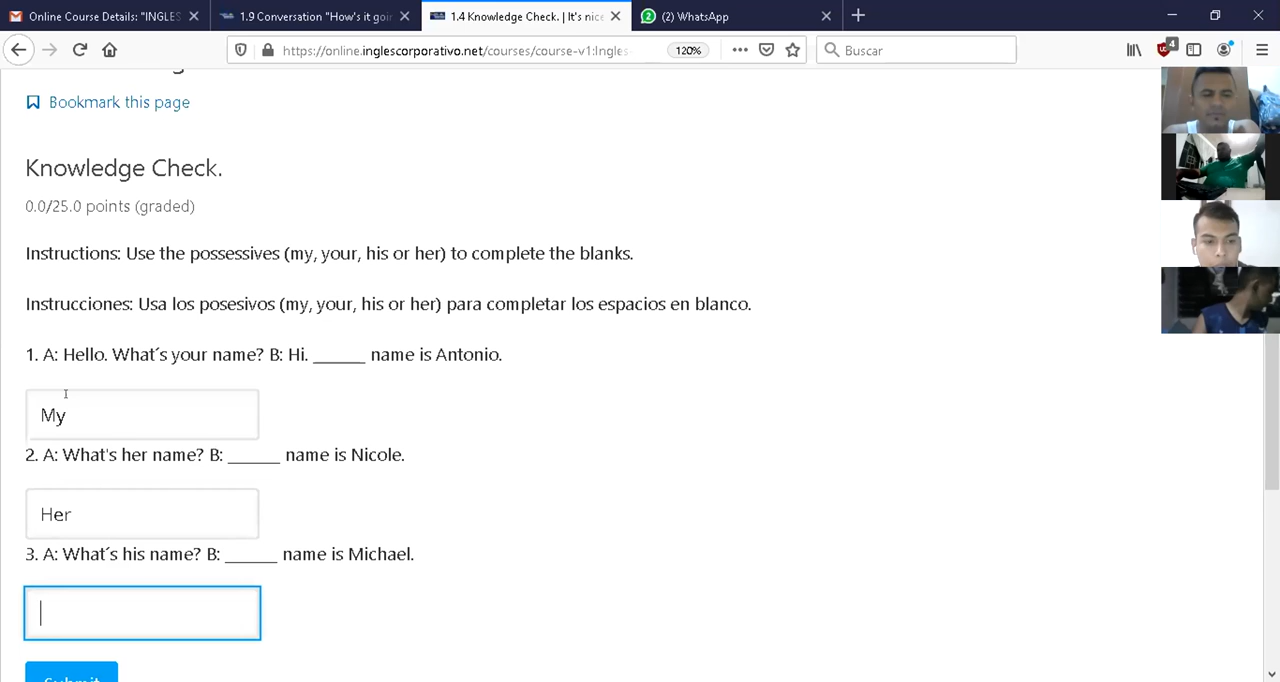 Online Course Details: "INGLES
1.9 Conversation "How's it goin
1.4 Knowledge Check. | It's nice
(2) WhatsApp
https://online.inglescorporativo.net/courses/course-v1:Ingles-
120%
Buscar
4
Bookmark this page
Knowledge Check.
0.0/25.0 points (graded)
Instructions: Use the possessives (my, your, his or her) to complete the blanks.
Instrucciones: Usa los posesivos (my, your, his or her) para completar los espacios en blanco.
1. A: Hello. What´s your name? B: Hi. ______ name is Antonio.
My
2. A: What's her name? B: ______ name is Nicole.
Her
3. A: What´s his name? B: ______ name is Michael.
Submit